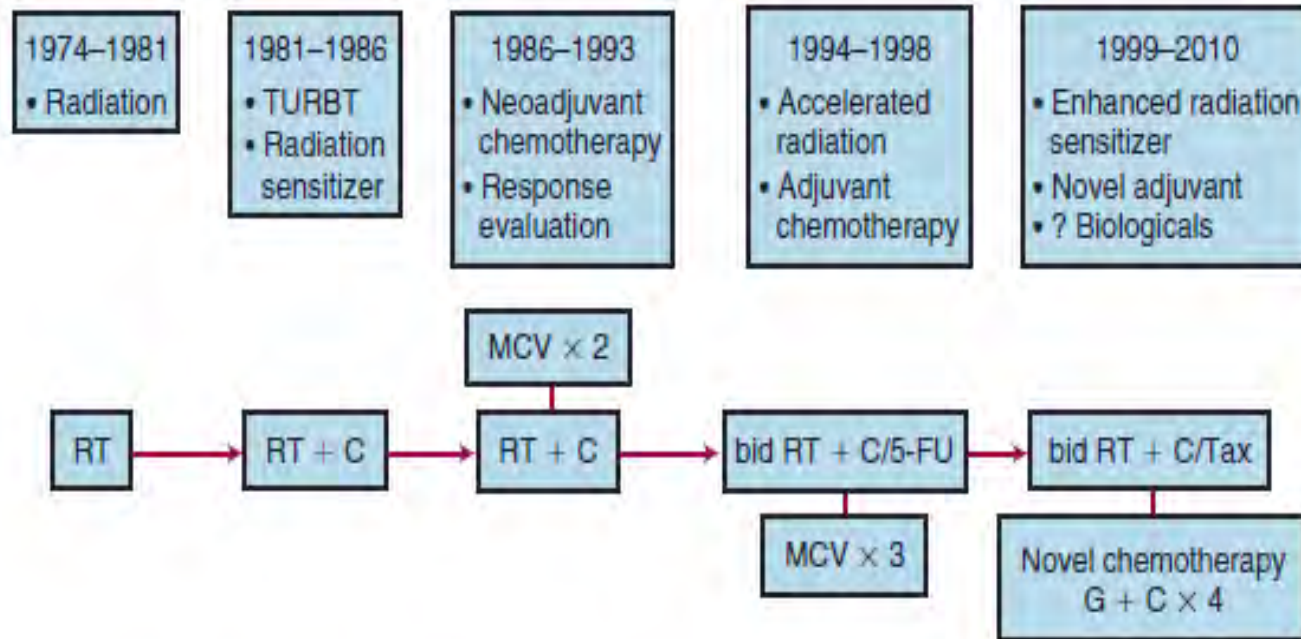 1974–1981
• Radiation
1981–1986
• TURBT
• Radiation
sensitizer
1986–1993
• Neoadjuvant
chemotherapy
• Response
evaluation
1994–1998
• Accelerated
radiation
• Adjuvant
chemotherapy
1999–2010
• Enhanced radiation
sensitizer
• Novel adjuvant
• ? Biologicals
MCV × 2
RT
RT + C
RT + C
bid RT + C/5-FU
bid RT + C/Tax
MCV × 3
Novel chemotherapy
G + C × 4